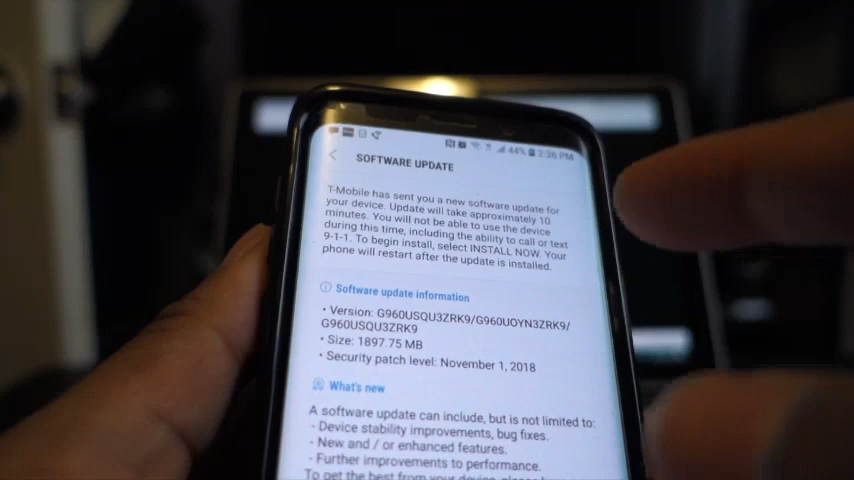 44% 2:36 PM
SOFTWARE UPDATE
T-Mobile has sent you a new software update for
your device. Update will take approximately 10
minutes. You will not be able to use the device
during this time, including the ability to call or text
9-1-1. To begin install, select INSTALL NOW. Your
phone will restart after the update is installed.
Software update information
• Version: G960USQU3ZRK9/G960UOYN3ZRK9/
G960USQU3ZRK9
• Size: 1897.75 MB
• Security patch level: November 1, 2018
What's new
A software update can include, but is not limited to:
- Device stability improvements, bug fixes.
- New and / or enhanced features.
- Further improvements to performance.
To get the best from your device, please